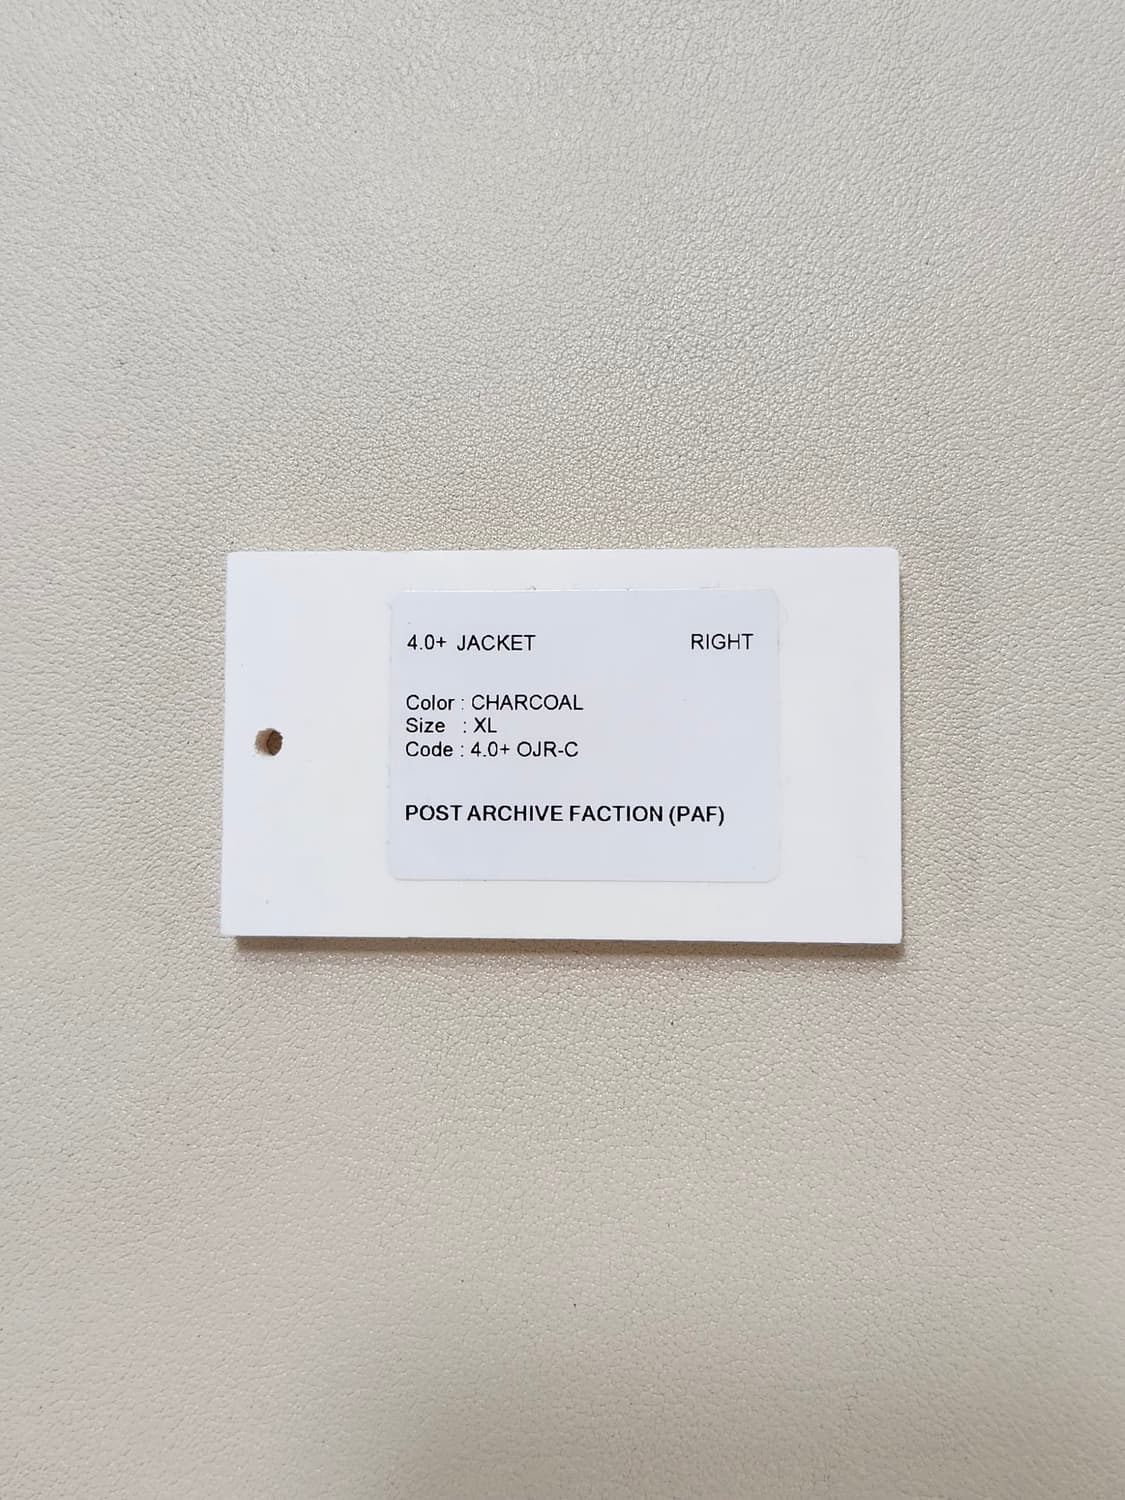 4.0+ JACKET RIGHT
Color : CHARCOAL
Size : XL
Code : 4.0+ OJR-C
POST ARCHIVE FACTION (PAF)